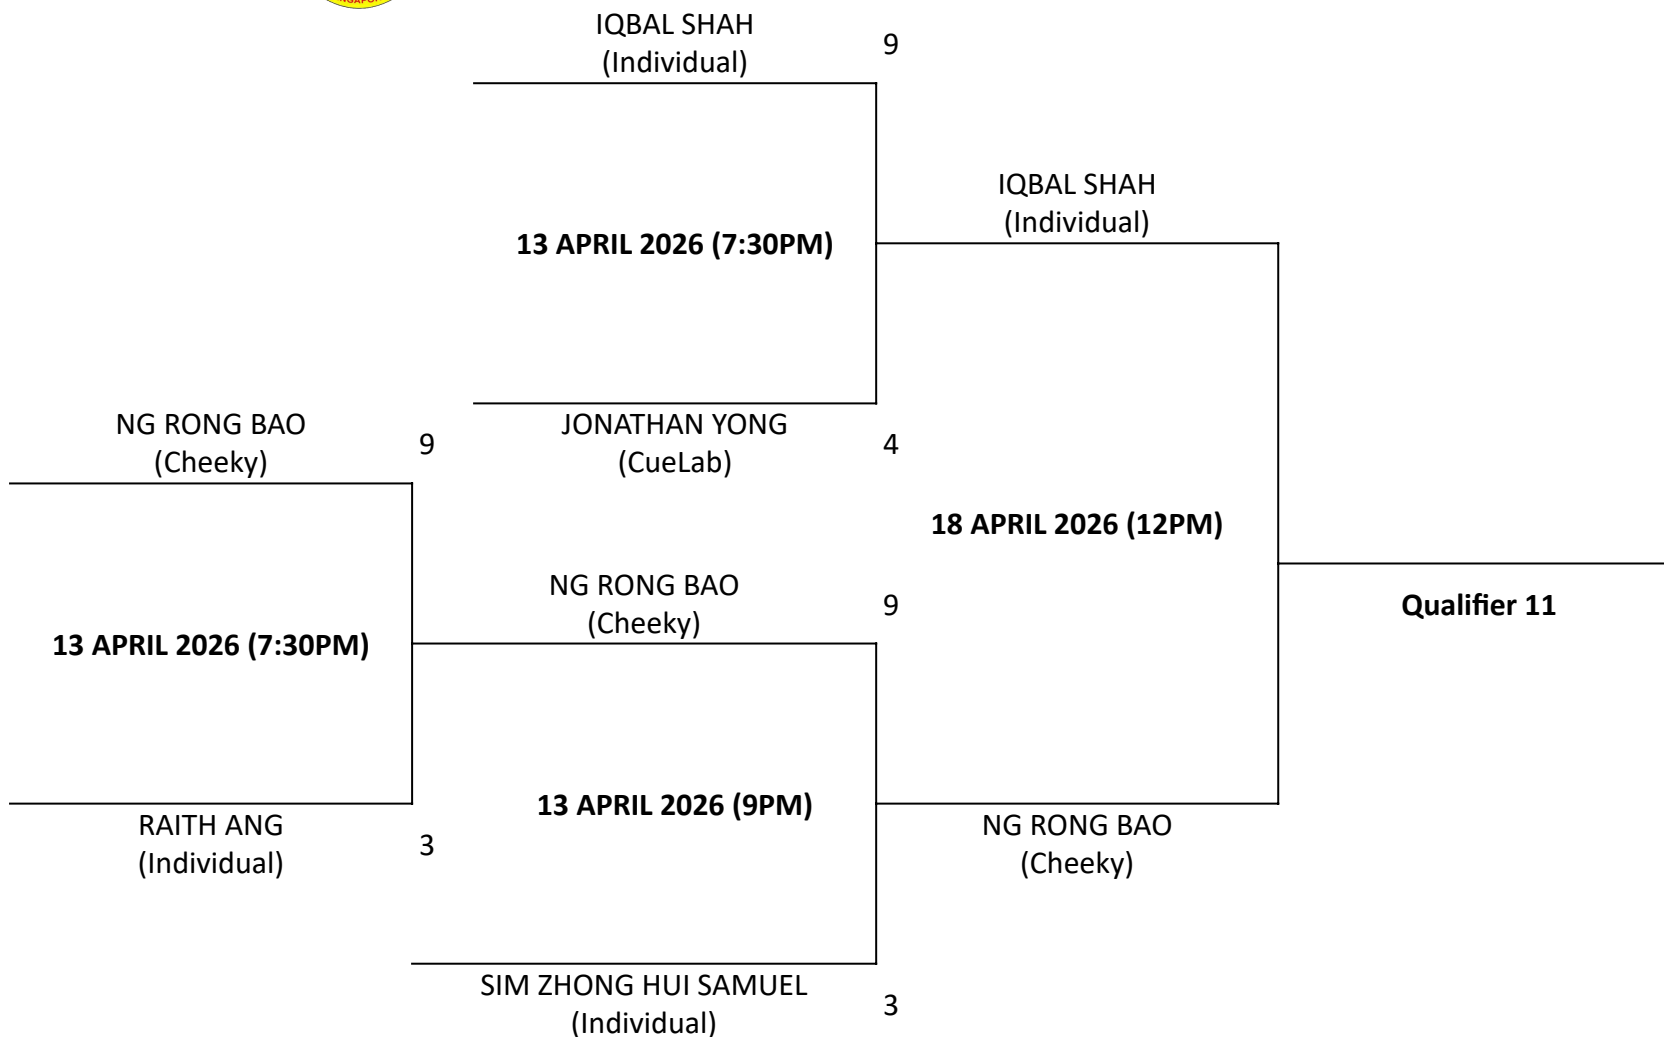 INGAPOR
IQBAL SHAH
(Individual)
9
IQBAL SHAH
(Individual)
13 APRIL 2026 (7:30PM)
NG RONG BAO
(Cheeky)
9
JONATHAN YONG
(CueLab)
4
18 APRIL 2026 (12PM)
NG RONG BAO
(Cheeky)
9
Qualifier 11
13 APRIL 2026 (7:30PM)
13 APRIL 2026 (9PM)
RAITH ANG
(Individual)
3
NG RONG BAO
(Cheeky)
SIM ZHONG HUI SAMUEL
(Individual)
3